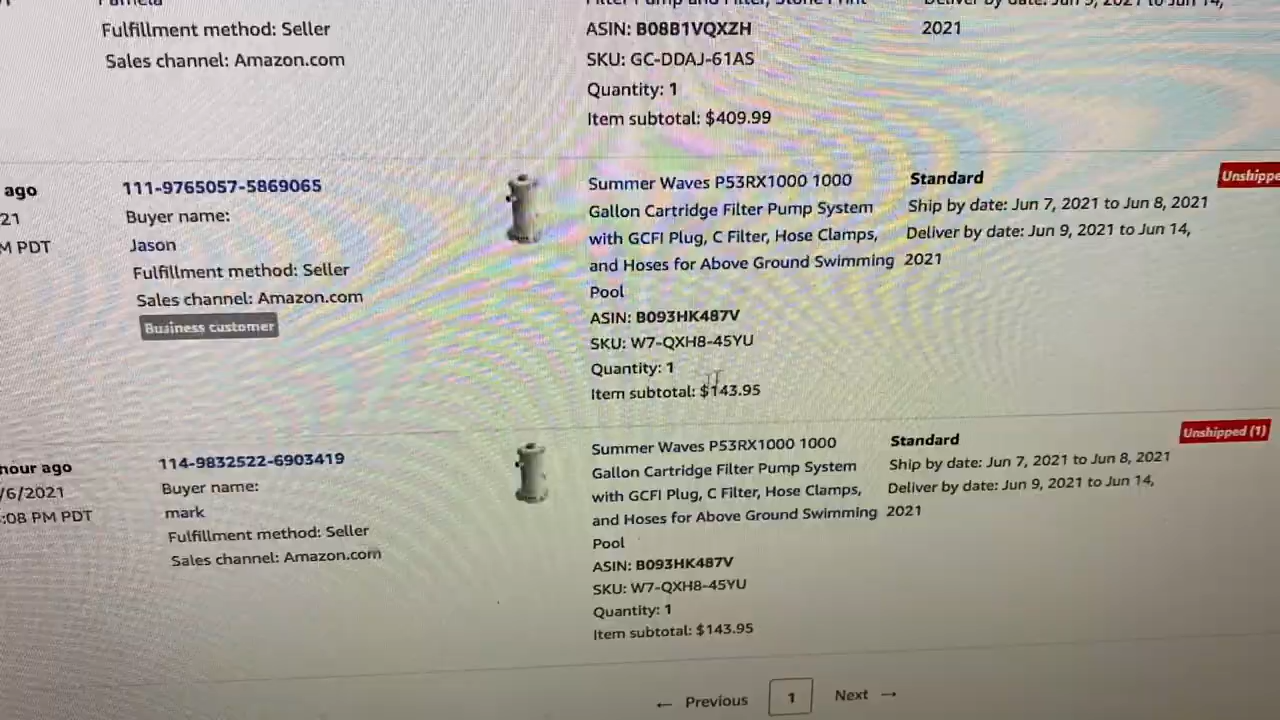 Fulfillment method: Seller
Sales channel: Amazon.com
ASIN: B08B1VQXZH
SKU: GC-DDAJ-61AS
Quantity: 1
Item subtotal: $409.99
2021
ago
21
M PDT
111-9765057-5869065
Buyer name:
Jason
Fulfillment method: Seller
Sales channel: Amazon.com
Business customer
Summer Waves P53RX1000 1000
Gallon Cartridge Filter Pump System
with GCFI Plug, C Filter, Hose Clamps,
and Hoses for Above Ground Swimming
Pool
ASIN: B093HK487V
SKU: W7-QXH8-45YU
Quantity: 1
Item subtotal: $143.95
Standard
Ship by date: Jun 7, 2021 to Jun 8, 2021
Deliver by date: Jun 9, 2021 to Jun 14,
2021
Unshippe
hour ago
/6/2021
:08 PM PDT
114-9832522-6903419
Buyer name:
mark
Fulfillment method: Seller
Sales channel: Amazon.com
Summer Waves P53RX1000 1000
Gallon Cartridge Filter Pump System
with GCFI Plug, C Filter, Hose Clamps,
and Hoses for Above Ground Swimming
Pool
ASIN: B093HK487V
SKU: W7-QXH8-45YU
Quantity: 1
Item subtotal: $143.95
Standard
Ship by date: Jun 7, 2021 to Jun 8, 2021
Deliver by date: Jun 9, 2021 to Jun 14,
2021
Unshipped (1)
← Previous 1 Next →